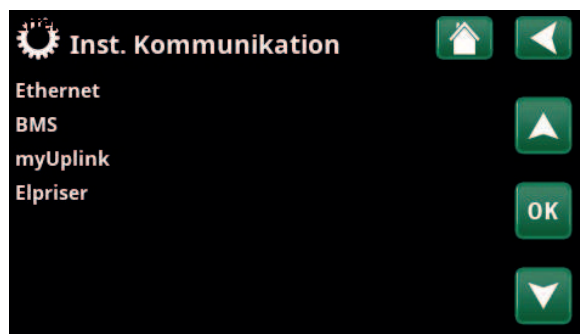 Inst. Kommunikation
Ethernet
BMS
myUplink
Elpriser
OK